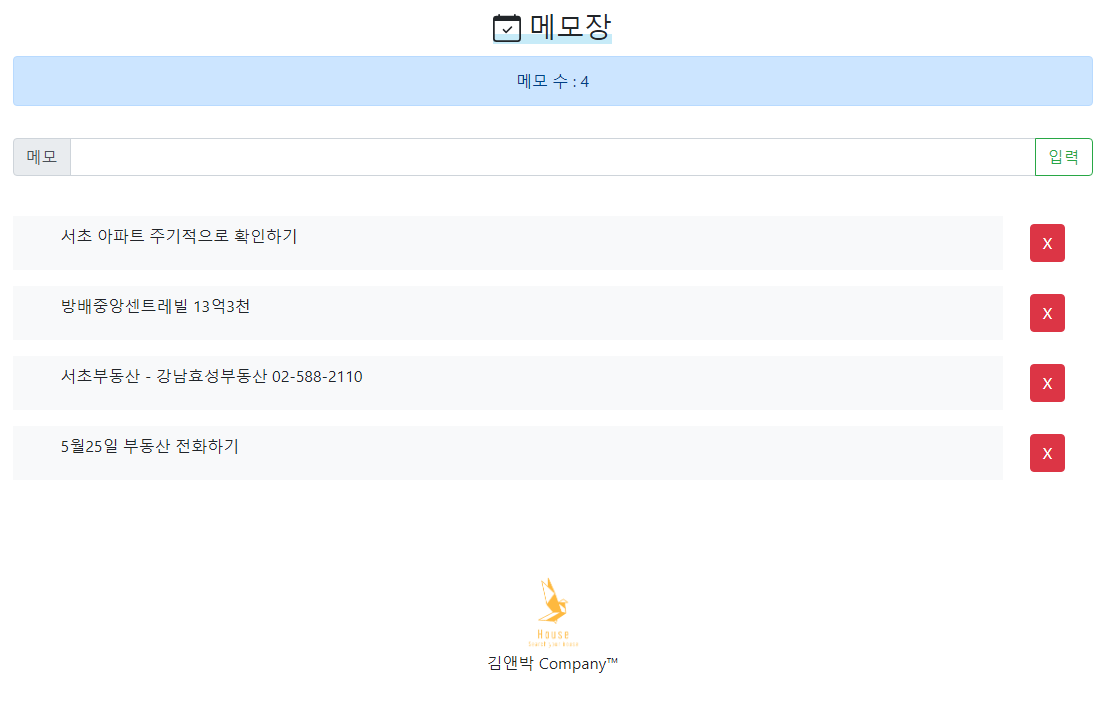 메모장
메모 수 : 4
메모
입력
서초 아파트 주기적으로 확인하기
X
방배중앙센트레빌 13억3천
X
서초부동산 - 강남효성부동산 02-588-2110
X
5월25일 부동산 전화하기
X
House
김앤박 Company™